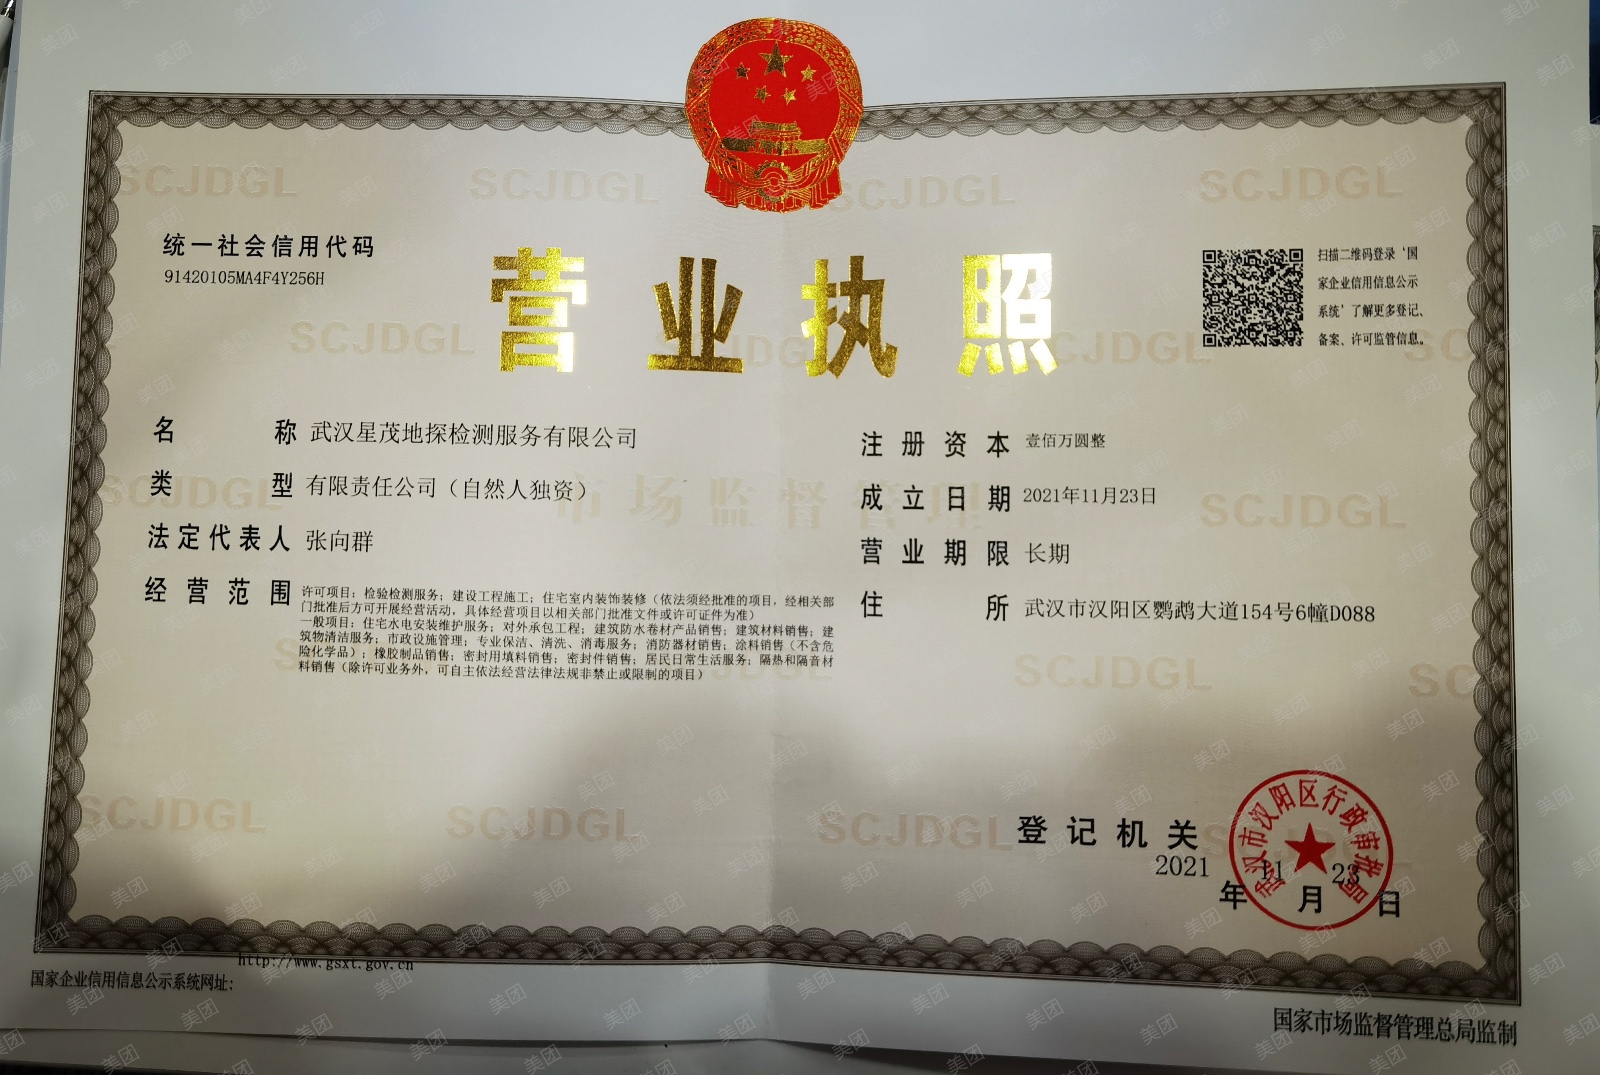 统一社会信用代码
91420105MA4F4Y256H
营业执照
扫描二维码登录‘国
家企业信用信息公示
系统’了解更多登记、
备案、许可监管信息。
名称 武汉星茂地探检测服务有限公司
类型 有限责任公司（自然人独资）
法定代表人 张向群
经营范围 许可项目：检验检测服务；建设工程施工；住宅室内装饰装修（依法须经批准的项目，经相关部
门批准后方可开展经营活动，具体经营项目以相关部门批准文件或许可证件为准）
一般项目：住宅水电安装维护服务；对外承包工程；建筑防水卷材产品销售；建筑材料销售；建
筑物清洁服务；市政设施管理；专业保洁、清洗、消毒服务；消防器材销售；涂料销售（不含危
险化学品）；橡胶制品销售；密封用填料销售；密封件销售；居民日常生活服务；隔热和隔音材
料销售（除许可业务外，可自主依法经营法律法规非禁止或限制的项目）
注册资本 壹佰万圆整
成立日期 2021年11月23日
营业期限 长期
住所 武汉市汉阳区鹦鹉大道154号6幢D088
登记机关
武汉市汉阳区行政审批局
2021年11月23日
http://www.gsxt.gov.cn
国家企业信用信息公示系统网址：
国家市场监督管理总局监制
SCJDGL
市场监督管理
美团